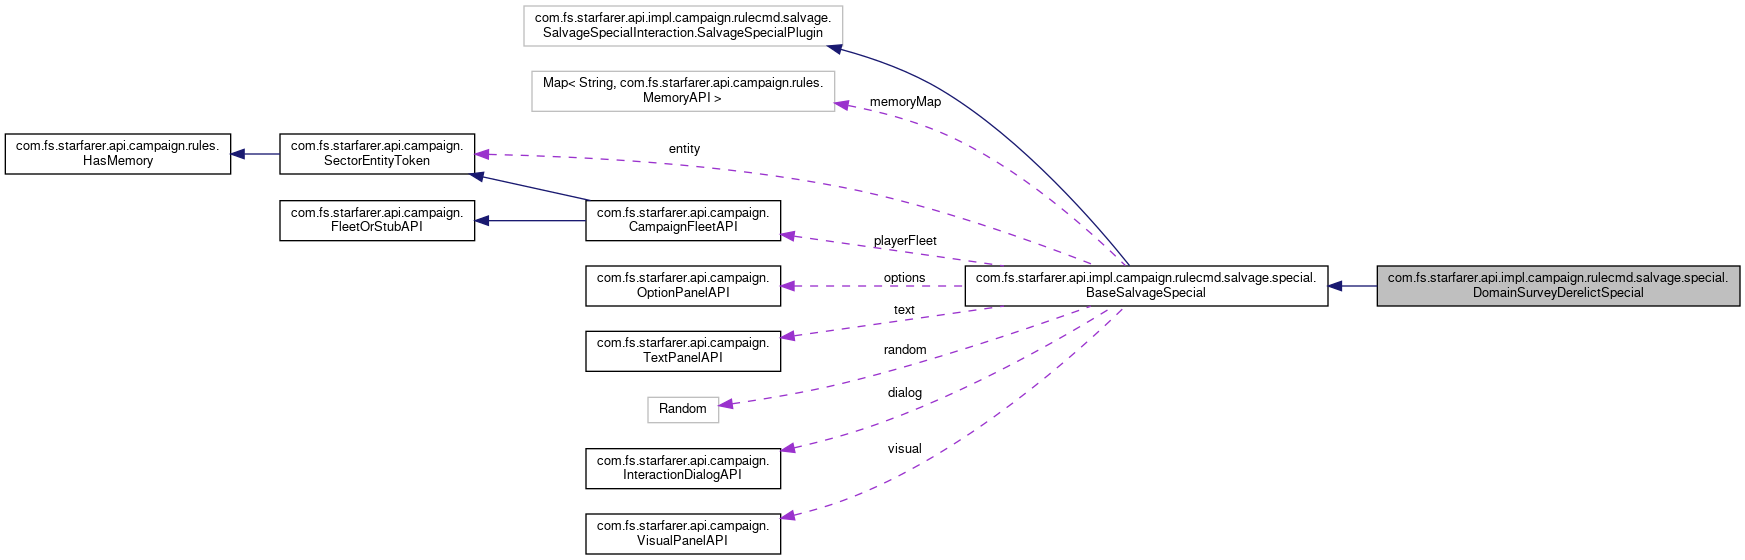 com.fs.starfarer.api.impl.campaign.rulecmd.salvage.
SalvageSpecialInteraction.SalvageSpecialPlugin
Map< String, com.fs.starfarer.api.campaign.rules.
MemoryAPI >
memoryMap
com.fs.starfarer.api.campaign.rules.
HasMemory
com.fs.starfarer.api.campaign.
SectorEntityToken
entity
com.fs.starfarer.api.campaign.
FleetOrStubAPI
com.fs.starfarer.api.campaign.
CampaignFleetAPI
playerFleet
com.fs.starfarer.api.campaign.
OptionPanelAPI
options
com.fs.starfarer.api.impl.campaign.rulecmd.salvage.special.
BaseSalvageSpecial
com.fs.starfarer.api.impl.campaign.rulecmd.salvage.special.
DomainSurveyDerelictSpecial
text
com.fs.starfarer.api.campaign.
TextPanelAPI
random
Random
dialog
com.fs.starfarer.api.campaign.
InteractionDialogAPI
visual
com.fs.starfarer.api.campaign.
VisualPanelAPI